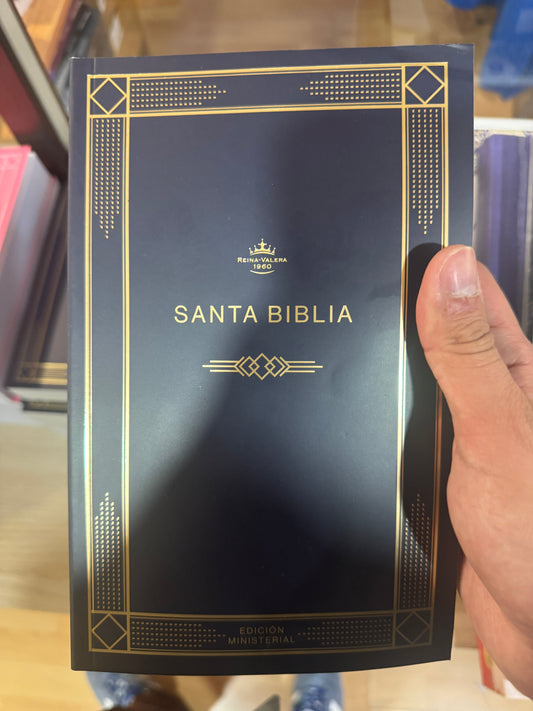 REINA-VALERA
1960
SANTA BIBLIA
EDICIÓN
MINISTERIAL